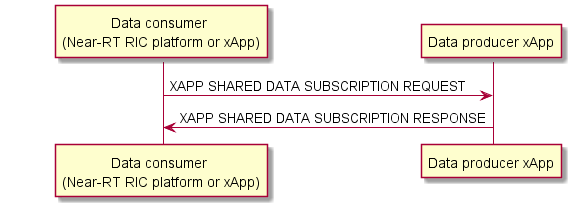 Data consumer
(Near-RT RIC platform or xApp)
Data producer xApp
XAPP SHARED DATA SUBSCRIPTION REQUEST
XAPP SHARED DATA SUBSCRIPTION RESPONSE
Data consumer
(Near-RT RIC platform or xApp)
Data producer xApp